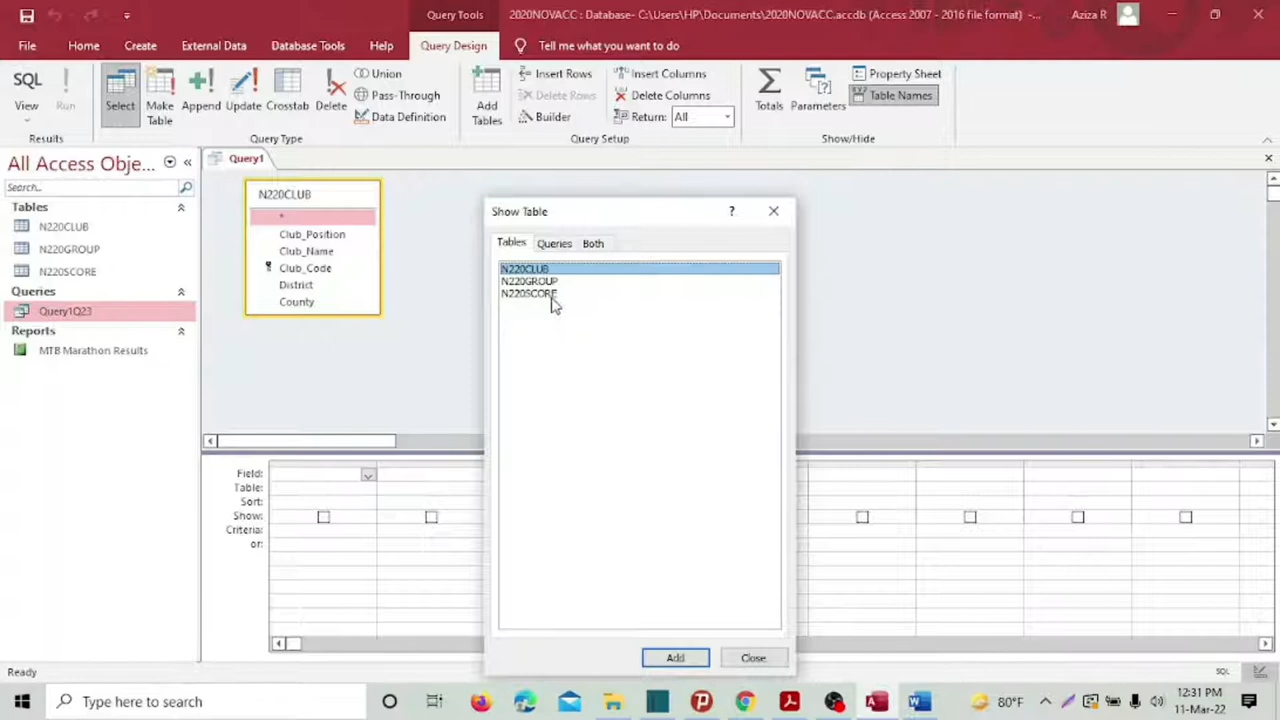 Query Tools
2020NOVACC : Database- C:\Users\HP\Documents\2020NOVACC.accdb (Access 2007 - 2016 file format) -...
Aziza R
File
Home
Create
External Data
Database Tools
Help
Query Design
Tell me what you want to do
SQL
View
Run
Select
Make
Table
Append
Update
Crosstab
Delete
Union
Pass-Through
Data Definition
Add
Tables
Insert Rows
Delete Rows
Builder
Insert Columns
Delete Columns
Return: All
Totals
Parameters
Property Sheet
Table Names
Results
Query Type
Query Setup
Show/Hide
All Access Obje...
Search...
Tables
N220CLUB
N220GROUP
N220SCORE
Queries
Query1Q23
Reports
MTB Marathon Results
Query1
N220CLUB
*
Club_Position
Club_Name
Club_Code
District
County
Show Table
?
Tables
Queries
Both
N220CLUB
N220GROUP
N220SCORE
Add
Close
Field:
Table:
Sort:
Show:
Criteria:
or:
Ready
SQL
Type here to search
80°F
12:31 PM
11-Mar-22